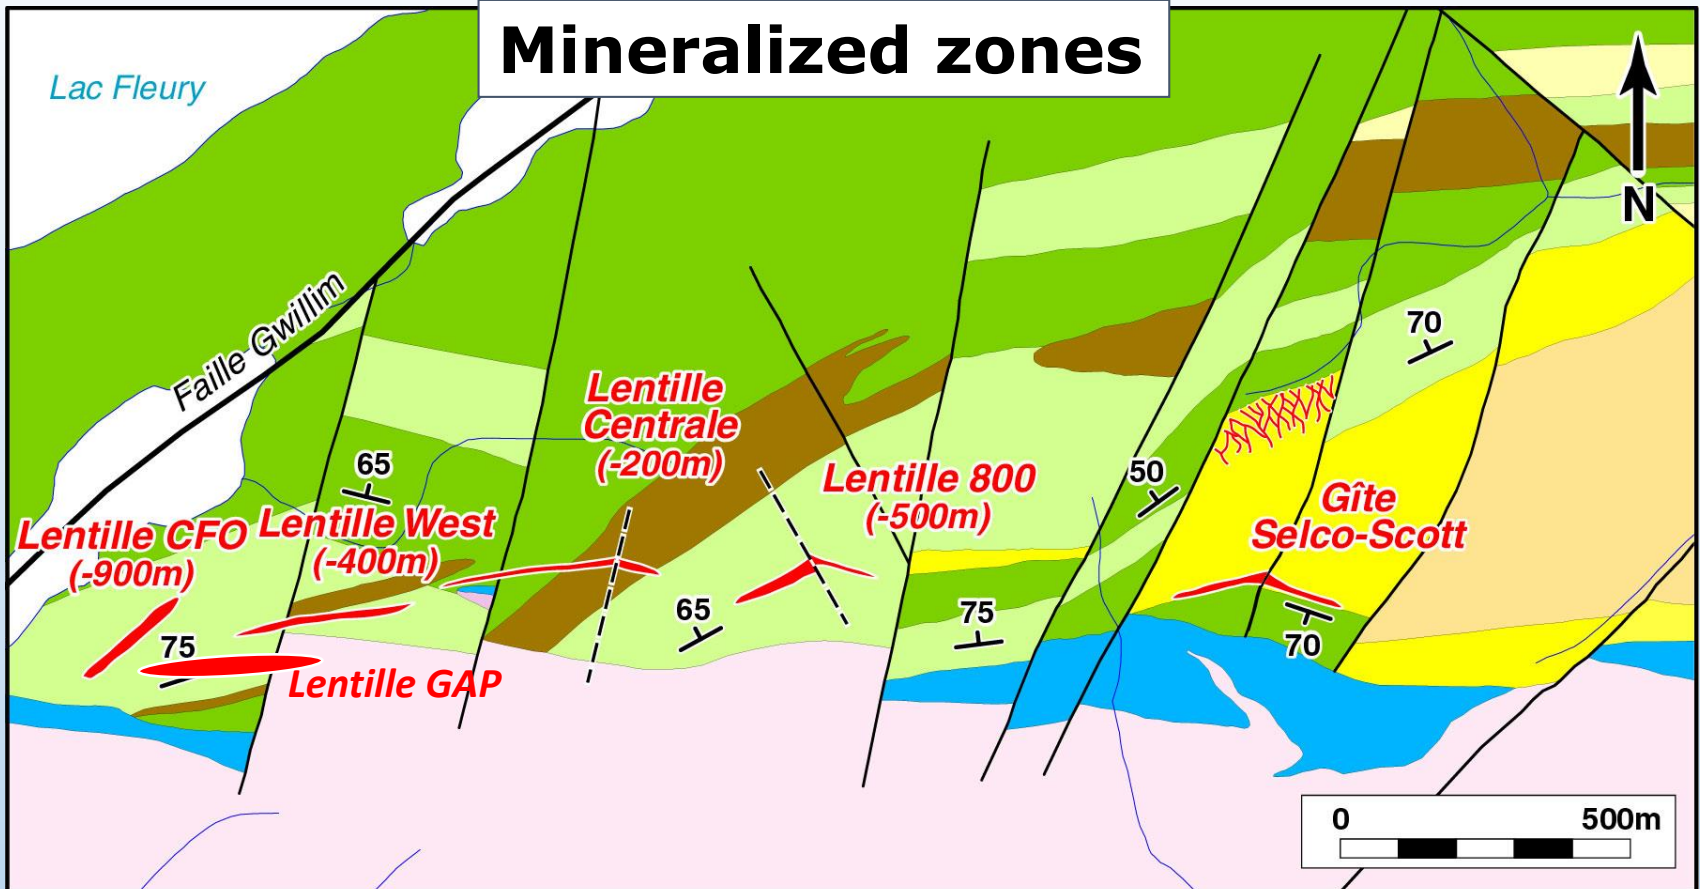 Mineralized zones
Lac Fleury
N
Faille Gwillim
70
Lentille
Centrale
(-200m)
65
50
Lentille 800
(-500m)
Gîte
Selco-Scott
Lentille CFO
(-900m)
Lentille West
(-400m)
65
75
75
70
Lentille GAP
0
500m